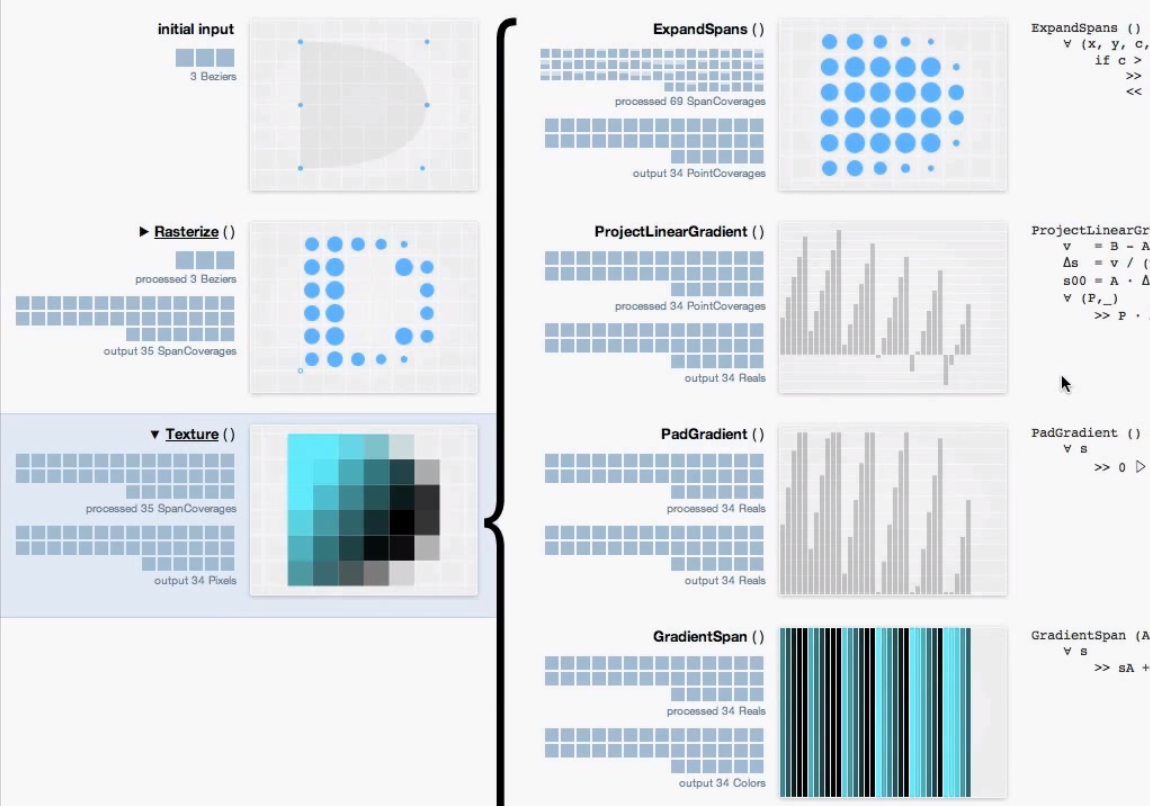 initial input
3 Beziers
▶ Rasterize ()
processed 3 Beziers
output 35 SpanCoverages
▼ Texture ()
processed 35 SpanCoverages
output 34 Pixels
ExpandSpans ()
processed 69 SpanCoverages
output 34 PointCoverages
ProjectLinearGradient ()
processed 34 PointCoverages
output 34 Reals
PadGradient ()
processed 34 Reals
output 34 Reals
GradientSpan ()
processed 34 Reals
output 34 Colors
ExpandSpans ()
∀ (x, y, c,
if c >
>>
<<
ProjectLinearGr
v = B - A
Δs = v / (
s00 = A · Δ
∀ (P,_)
>> P ·
PadGradient ()
∀ s
>> 0 ▷
GradientSpan (A
∀ s
>> sA +